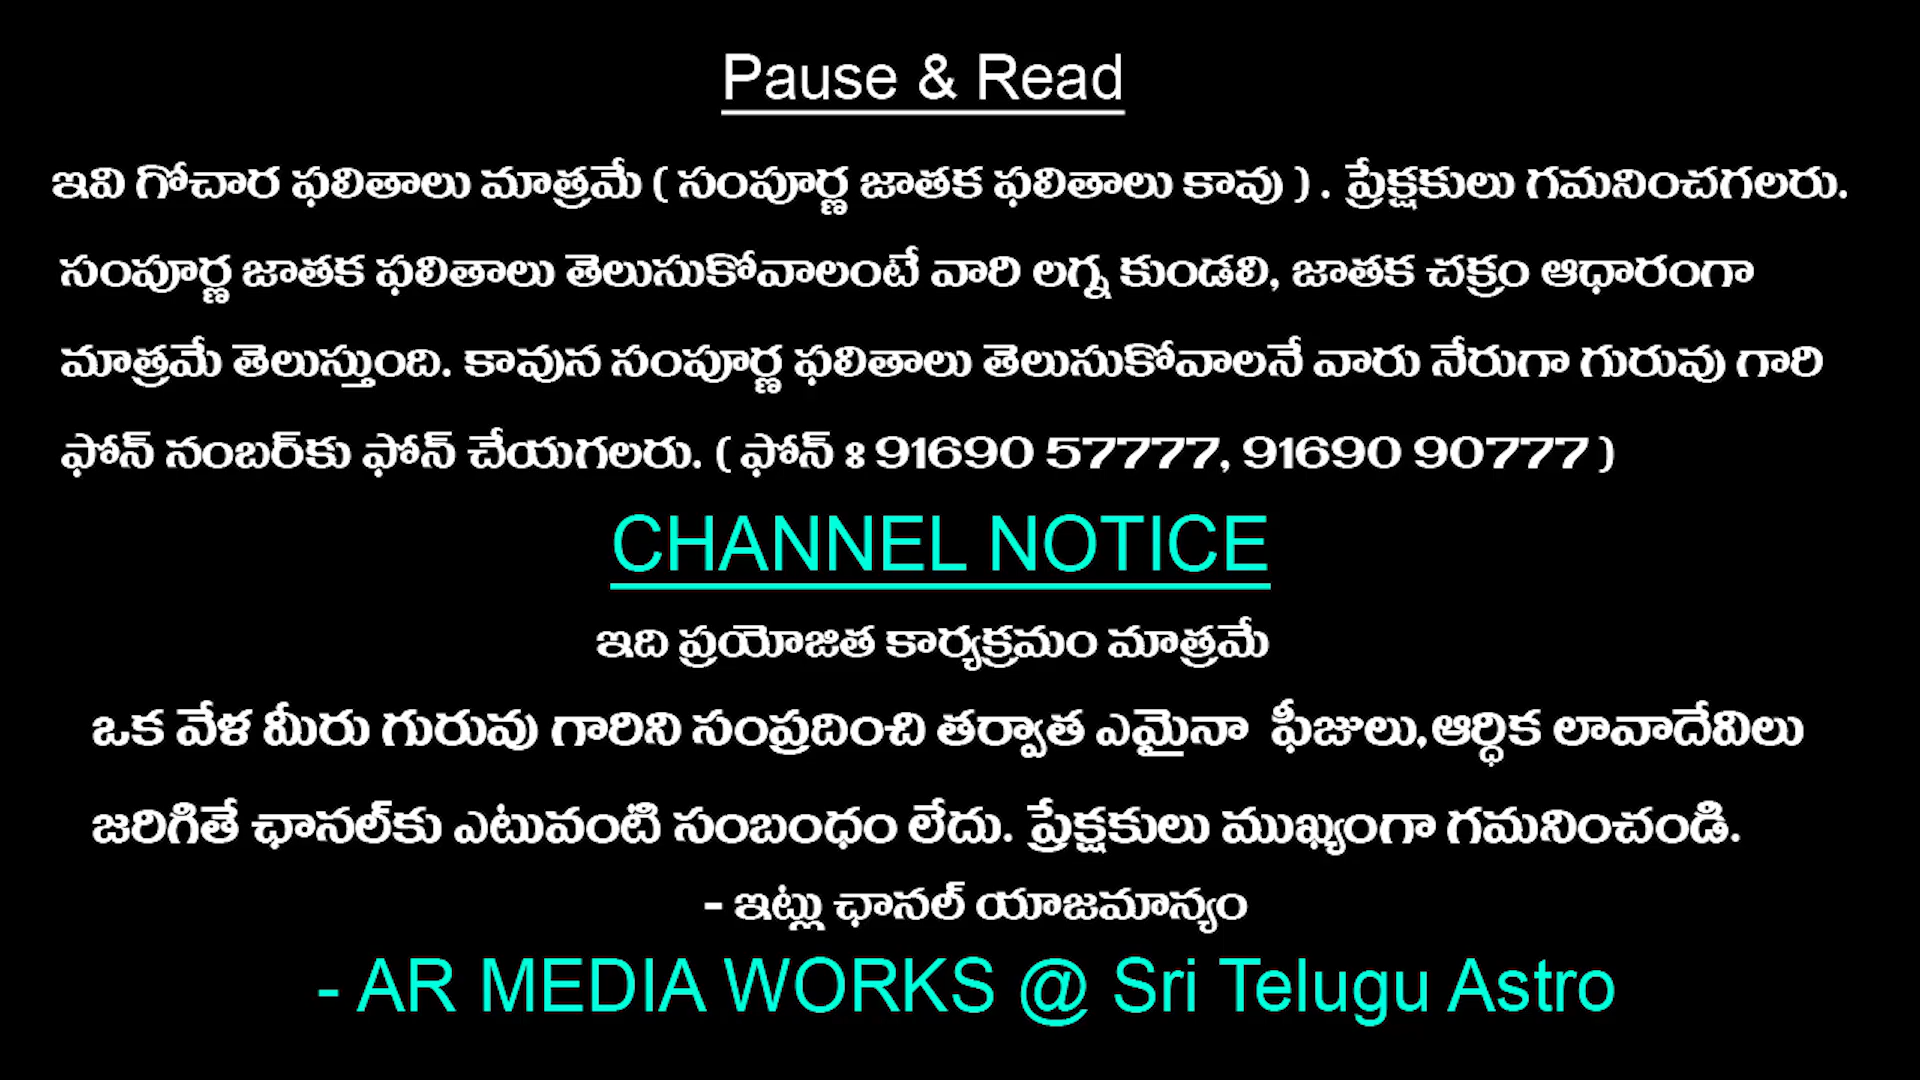 Pause & Read
ఇవి గోచార ఫలితాలు మాత్రమే ( సంపూర్ణ జాతక ఫలితాలు కావు ) . ప్రేక్షకులు గమనించగలరు.
సంపూర్ణ జాతక ఫలితాలు తెలుసుకోవాలంటే వారి లగ్న కుండలి, జాతక చక్రం ఆధారంగా
మాత్రమే తెలుస్తుంది. కావున సంపూర్ణ ఫలితాలు తెలుసుకోవాలనే వారు నేరుగా గురువు గారి
ఫోన్ నంబర్‌కు ఫోన్ చేయగలరు. ( ఫోన్ ః 91690 57777, 91690 90777 )
CHANNEL NOTICE
ఇది ప్రయోజిత కార్యక్రమం మాత్రమే
ఒక వేళ మీరు గురువు గారిని సంప్రదించి తర్వాత ఎమైనా ఫీజులు,ఆర్ధిక లావాదేవిలు
జరిగితే ఛానల్‌కు ఎటువంటి సంబంధం లేదు. ప్రేక్షకులు ముఖ్యంగా గమనించండి.
- ఇట్లు ఛానల్ యాజమాన్యం
- AR MEDIA WORKS @ Sri Telugu Astro